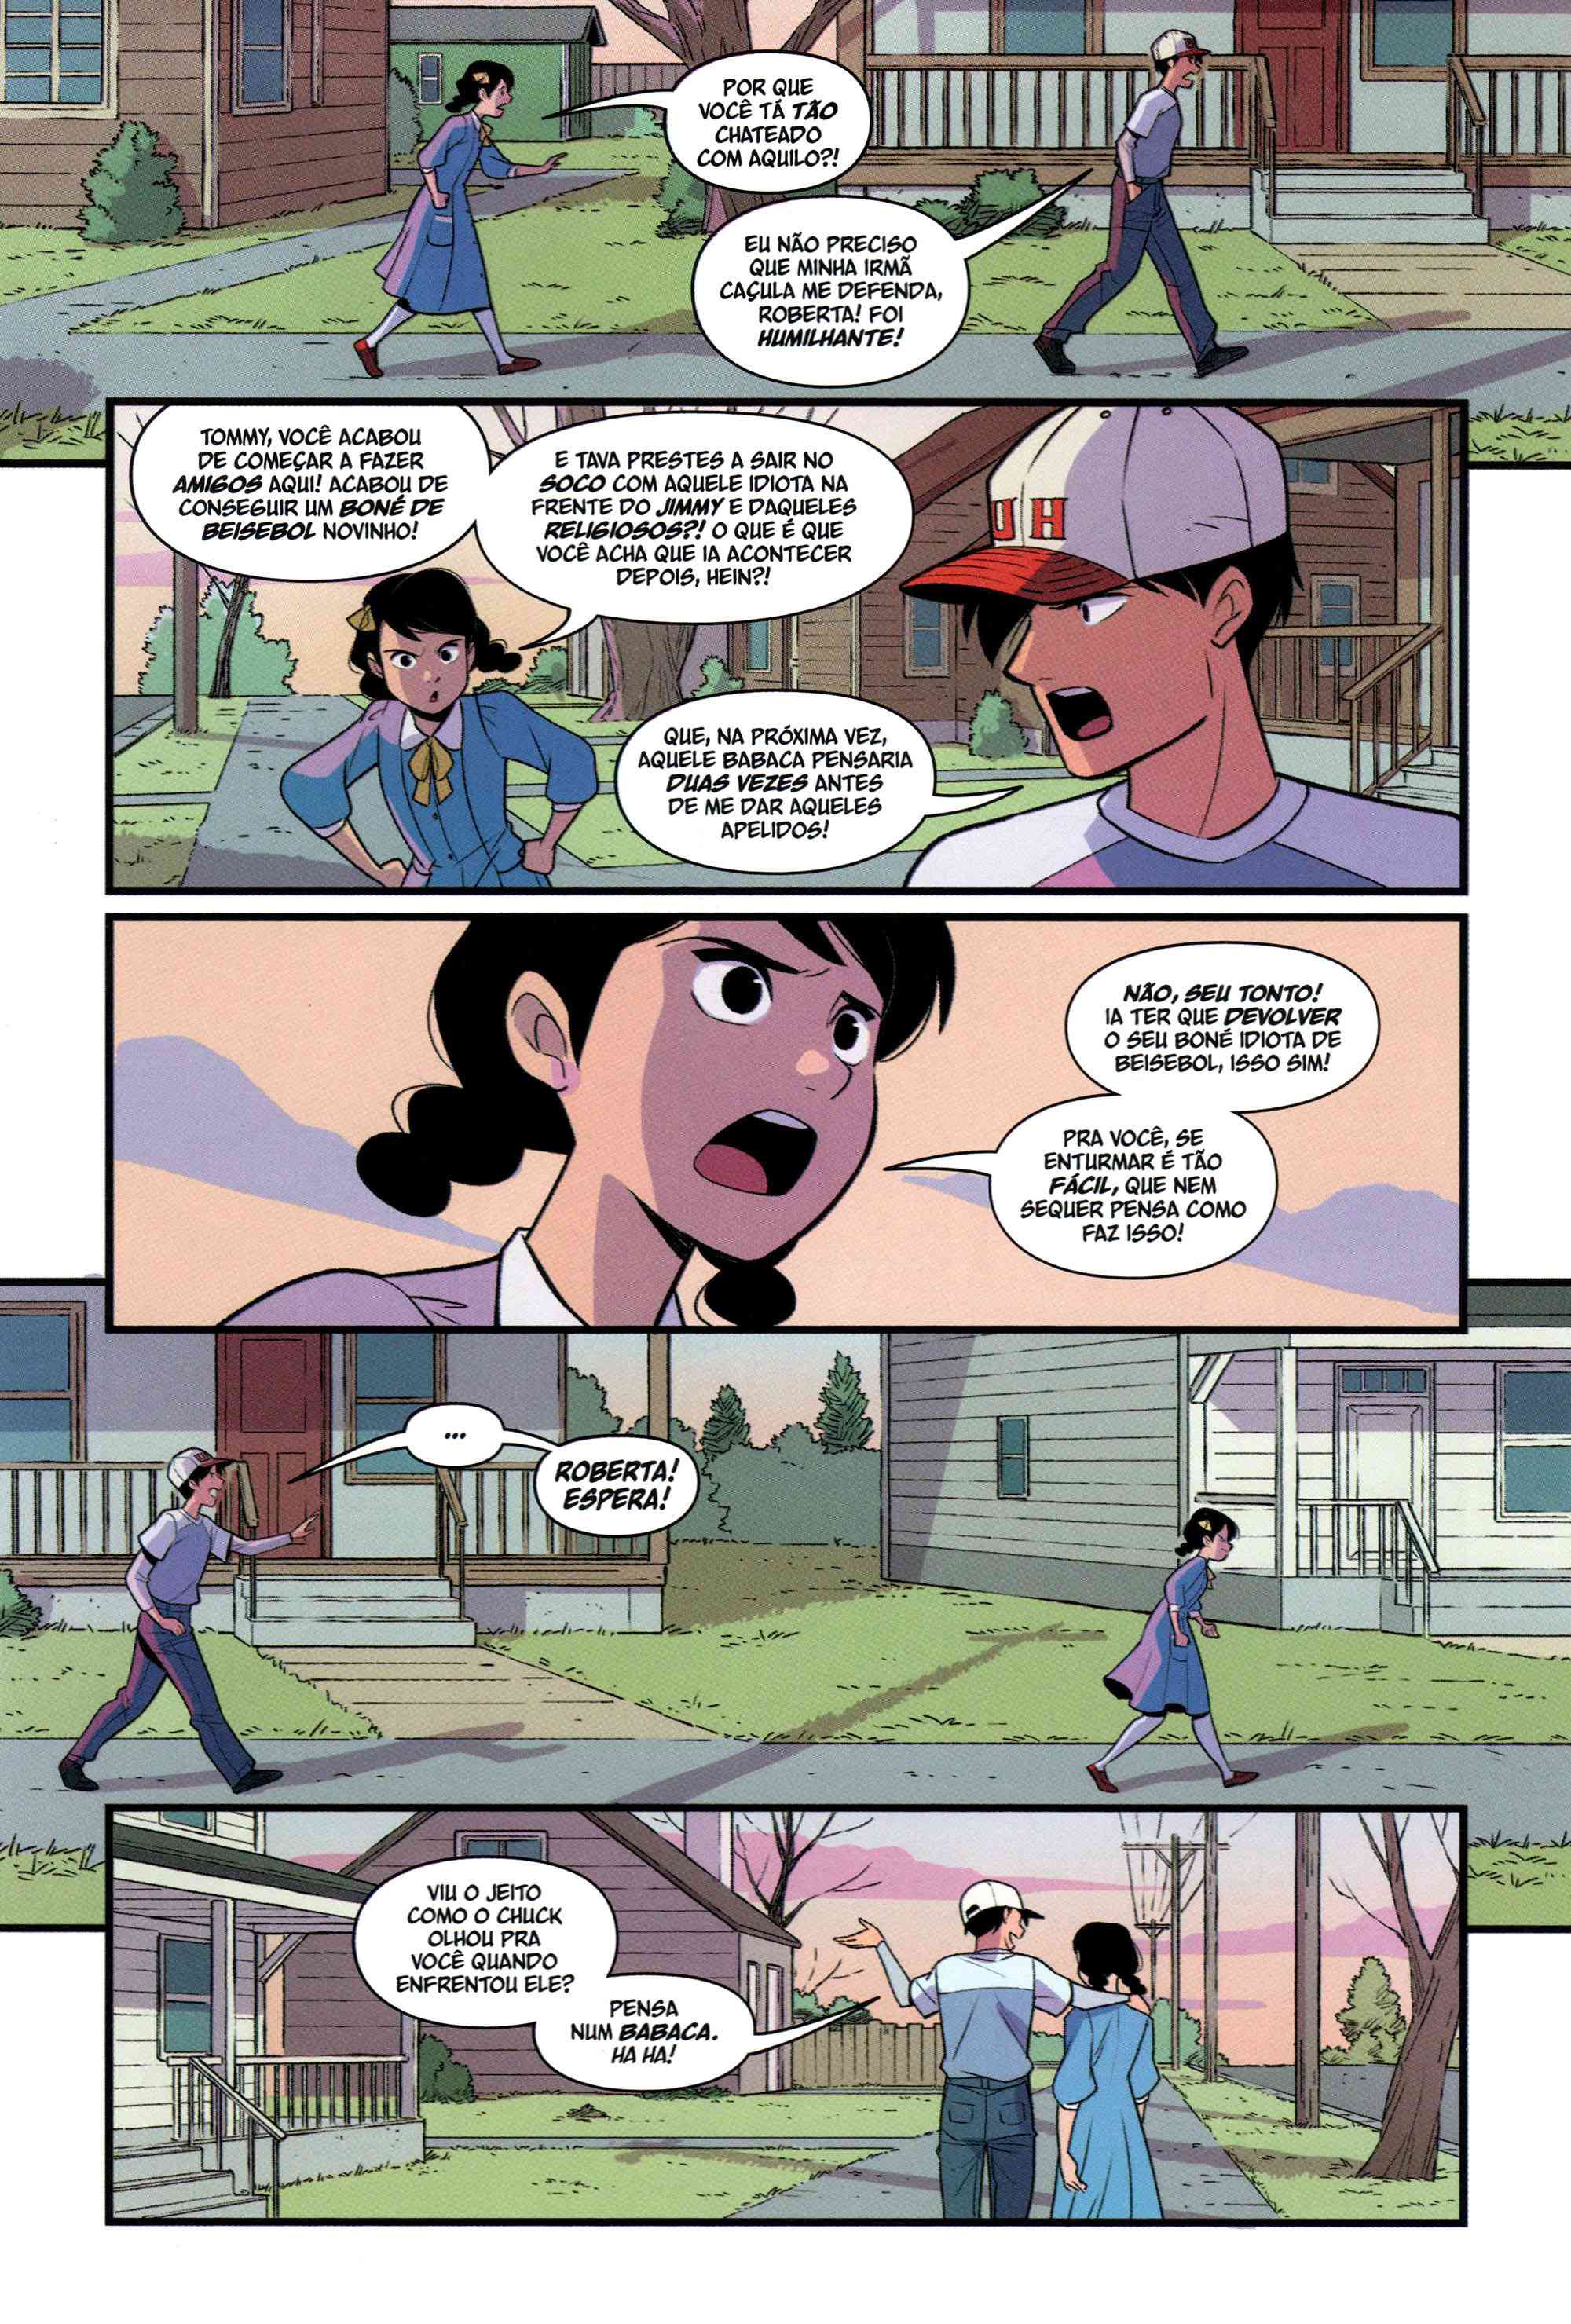 POR QUE
VOCÊ TÁ TÃO
CHATEADO
COM AQUILO?!
EU NÃO PRECISO
QUE MINHA IRMÃ
CAÇULA ME DEFENDA,
ROBERTA! FOI
HUMILHANTE!
TOMMY, VOCÊ ACABOU
DE COMEÇAR A FAZER
AMIGOS AQUI! ACABOU DE
CONSEGUIR UM BONÉ DE
BEISEBOL NOVINHO!
E TAVA PRESTES A SAIR NO
SOCO COM AQUELE IDIOTA NA
FRENTE DO JIMMY E DAQUELES
RELIGIOSOS?! O QUE É QUE
VOCÊ ACHA QUE IA ACONTECER
DEPOIS, HEIN?!
UH
QUE, NA PRÓXIMA VEZ,
AQUELE BABACA PENSARIA
DUAS VEZES ANTES
DE ME DAR AQUELES
APELIDOS!
NÃO, SEU TONTO!
IA TER QUE DEVOLVER
O SEU BONÉ IDIOTA DE
BEISEBOL, ISSO SIM!
PRA VOCÊ, SE
ENTURMAR É TÃO
FÁCIL, QUE NEM
SEQUER PENSA COMO
FAZ ISSO!
...
ROBERTA!
ESPERA!
VIU O JEITO
COMO O CHUCK
OLHOU PRA
VOCÊ QUANDO
ENFRENTOU ELE?
PENSA
NUM BABACA.
HA HA!